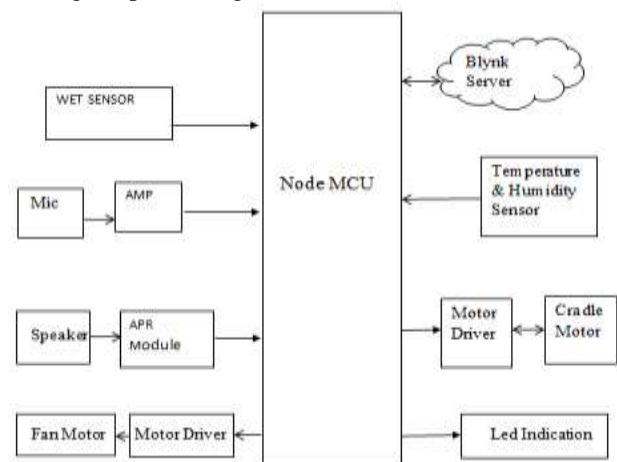 Blynk
Server
WET SENSOR
Node MCU
Temperature
& Humidity
Sensor
Mic
AMP
Speaker
APR
Module
Motor
Driver
Cradle
Motor
Fan Motor
Motor Driver
Led Indication